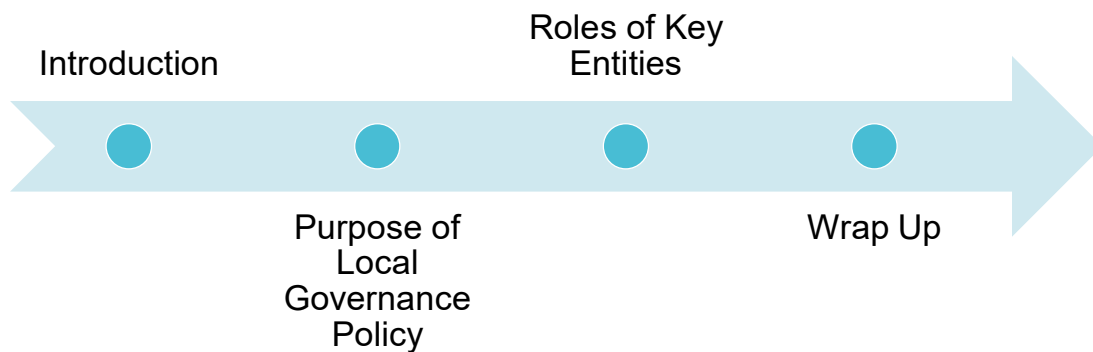 Introduction
Purpose of
Local
Governance
Policy
Roles of Key
Entities
Wrap Up